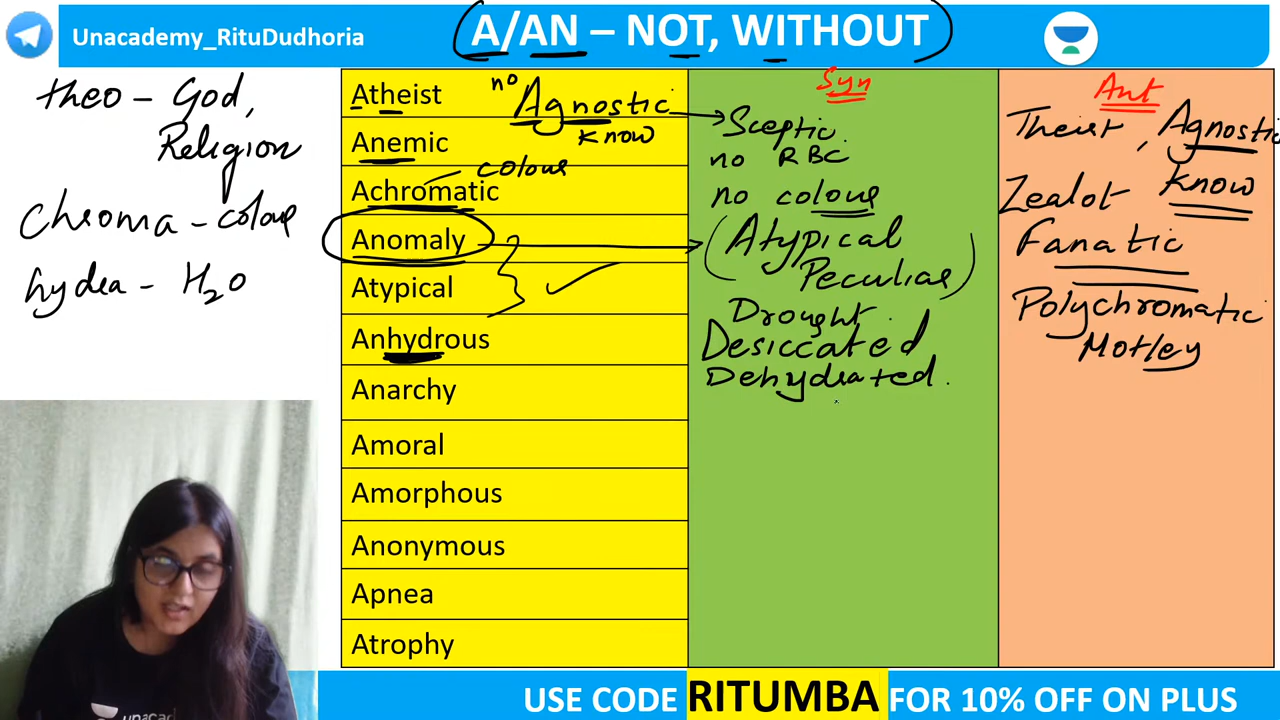 Unacademy_RituDudhoria
A/AN – NOT, WITHOUT
theo – God,
Religion
Chroma – colour
hydra – H2O
Atheist
no
Agnostic
know
Anemic
colour
Achromatic
Anomaly
Atypical
Anhydrous
Anarchy
Amoral
Amorphous
Anonymous
Apnea
Atrophy
Syn
Sceptic.
no RBC
no colour
(Atypical
Peculiar)
Drought.
Desiccated
Dehydrated.
Ant
Theist, Agnostic
know
Zealot
Fanatic
Polychromatic
Motley
unacad
USE CODE RITUMBA FOR 10% OFF ON PLUS